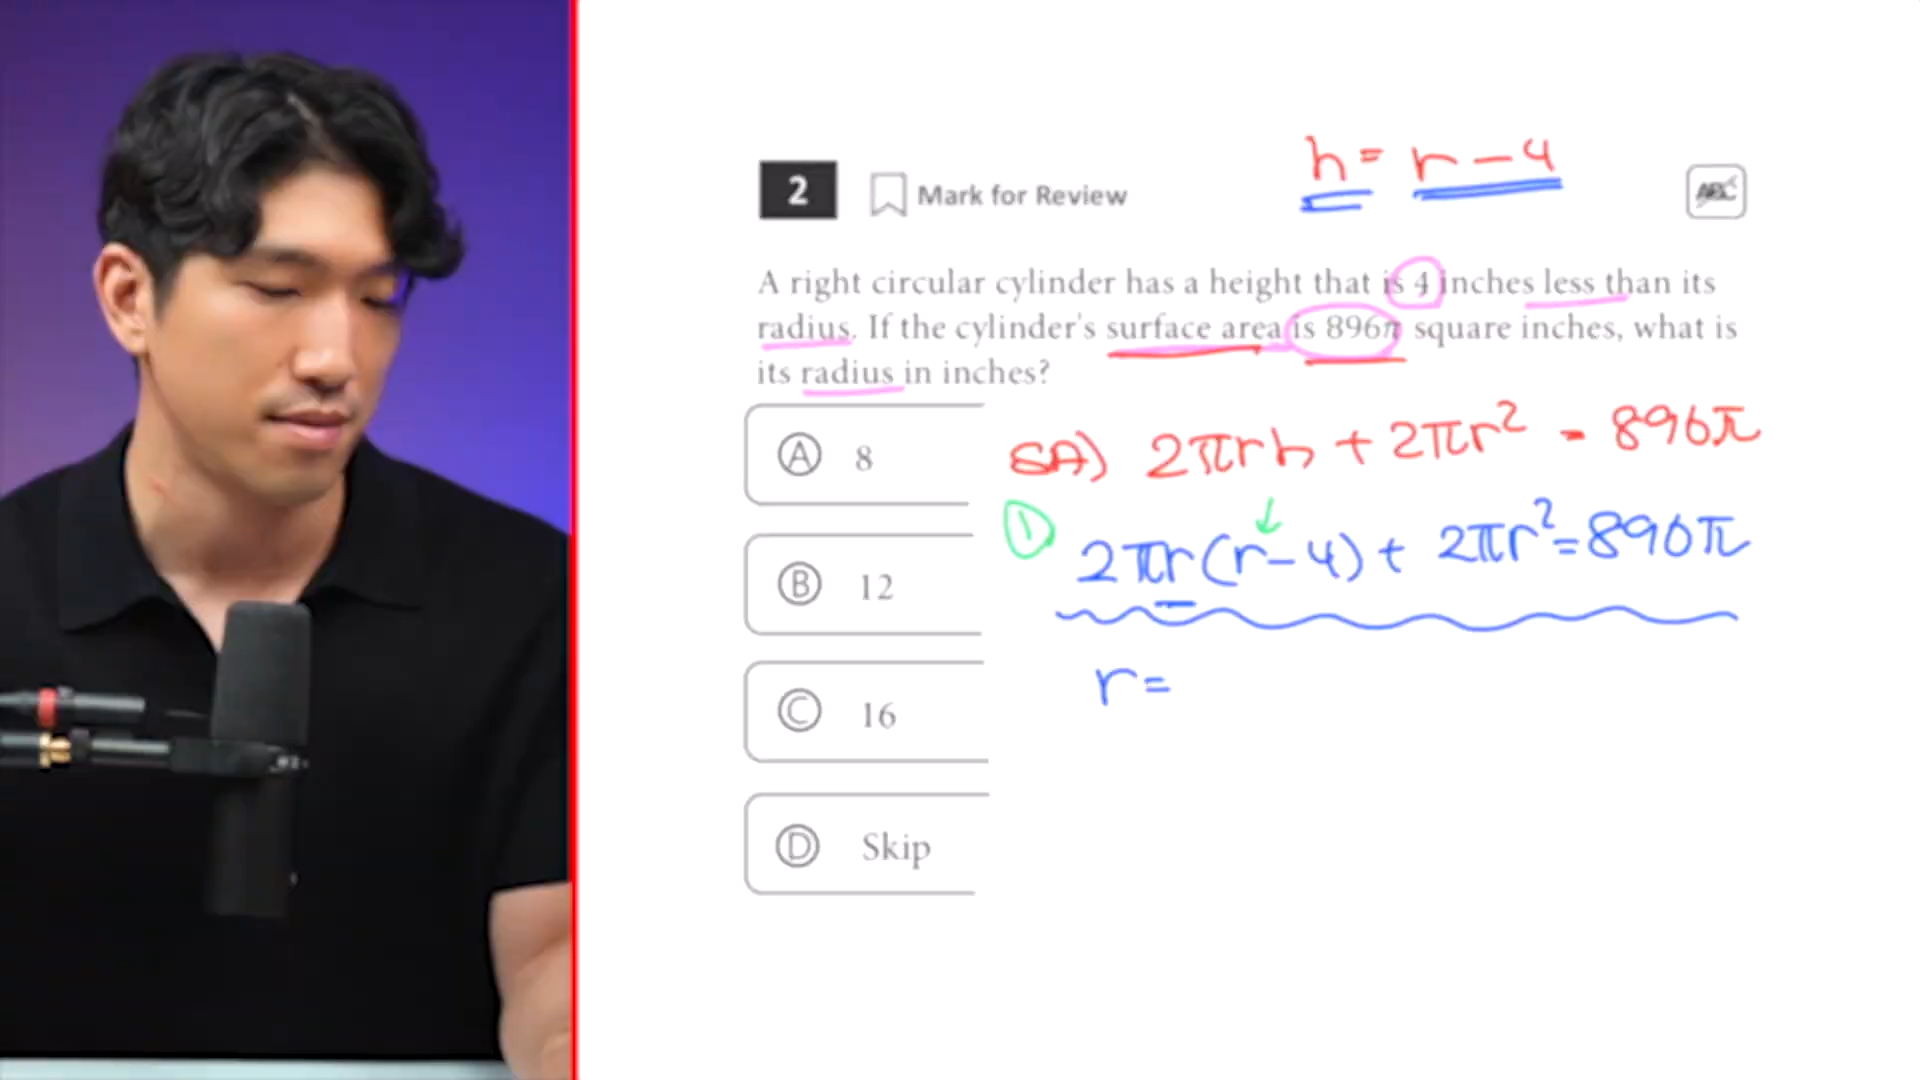 h = r - 4
2 Mark for Review ABC
A right circular cylinder has a height that is 4 inches less than its
radius. If the cylinder's surface area is 896π square inches, what is
its radius in inches?
A 8
SA) 2πrh + 2πr² - 896π
① 2πr(r-4) + 2πr² = 896π
B 12
r =
C 16
D Skip